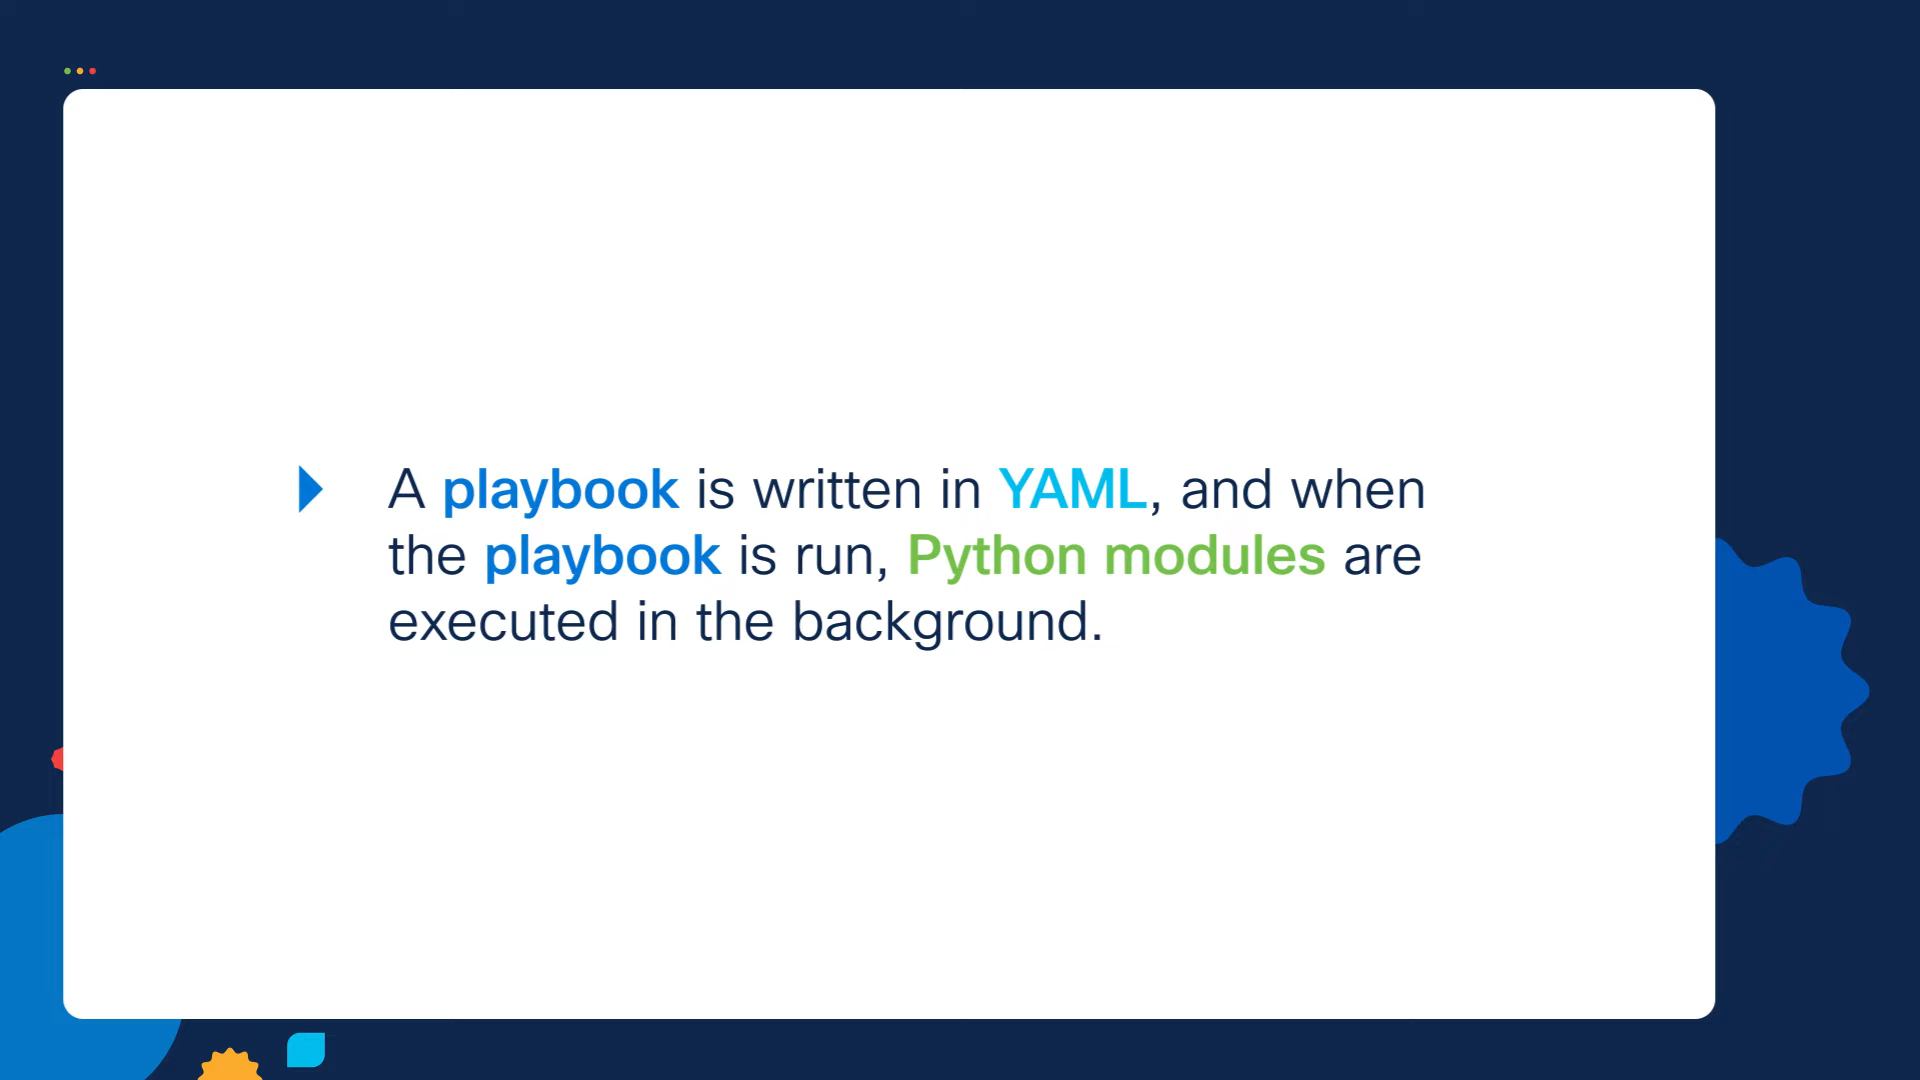 A playbook is written in YAML, and when
the playbook is run, Python modules are
executed in the background.